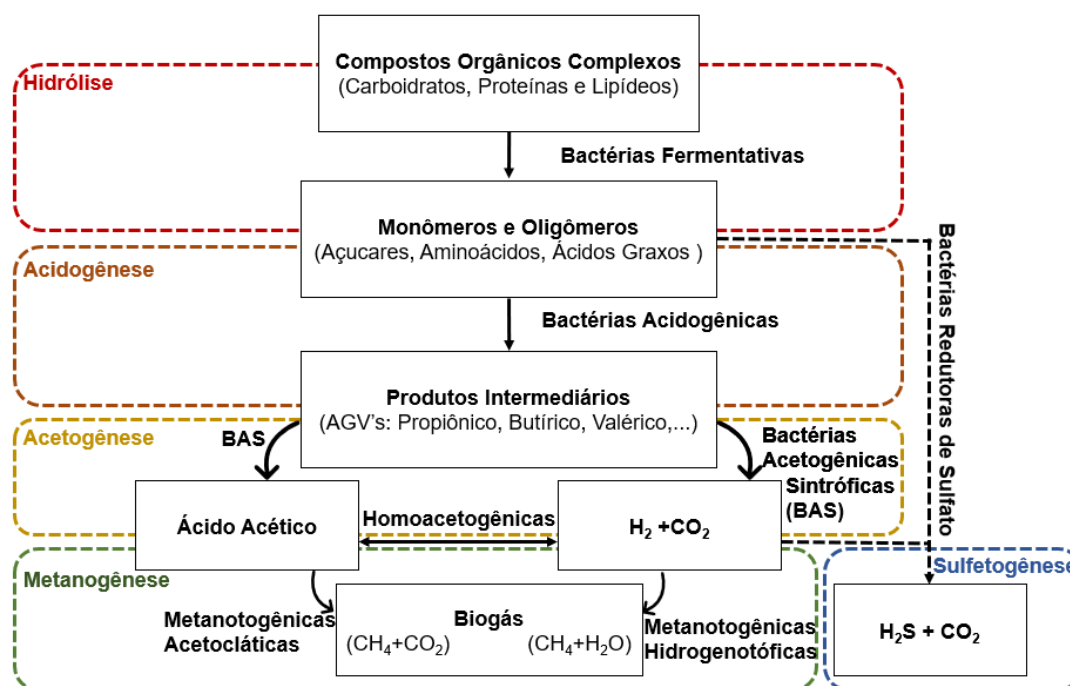 Compostos Orgânicos Complexos
(Carboidratos, Proteínas e Lipídeos)
Hidrólise
Bactérias Fermentativas
Monômeros e Oligômeros
(Açucares, Aminoácidos, Ácidos Graxos )
Bactérias Redutoras de Sulfato
Acidogênese
Bactérias Acidogênicas
Produtos Intermediários
(AGV's: Propiônico, Butírico, Valérico,...)
Acetogênese
BAS
Bactérias
Acetogênicas
Sintróficas
(BAS)
Ácido Acético
Homoacetogênicas
H₂ +CO₂
Metanogênese
Sulfetogênese
Metanotogênicas
Acetocláticas
Biogás
(CH₄+CO₂)
(CH₄+H₂O)
Metanotogênicas
Hidrogenotóficas
H₂S + CO₂